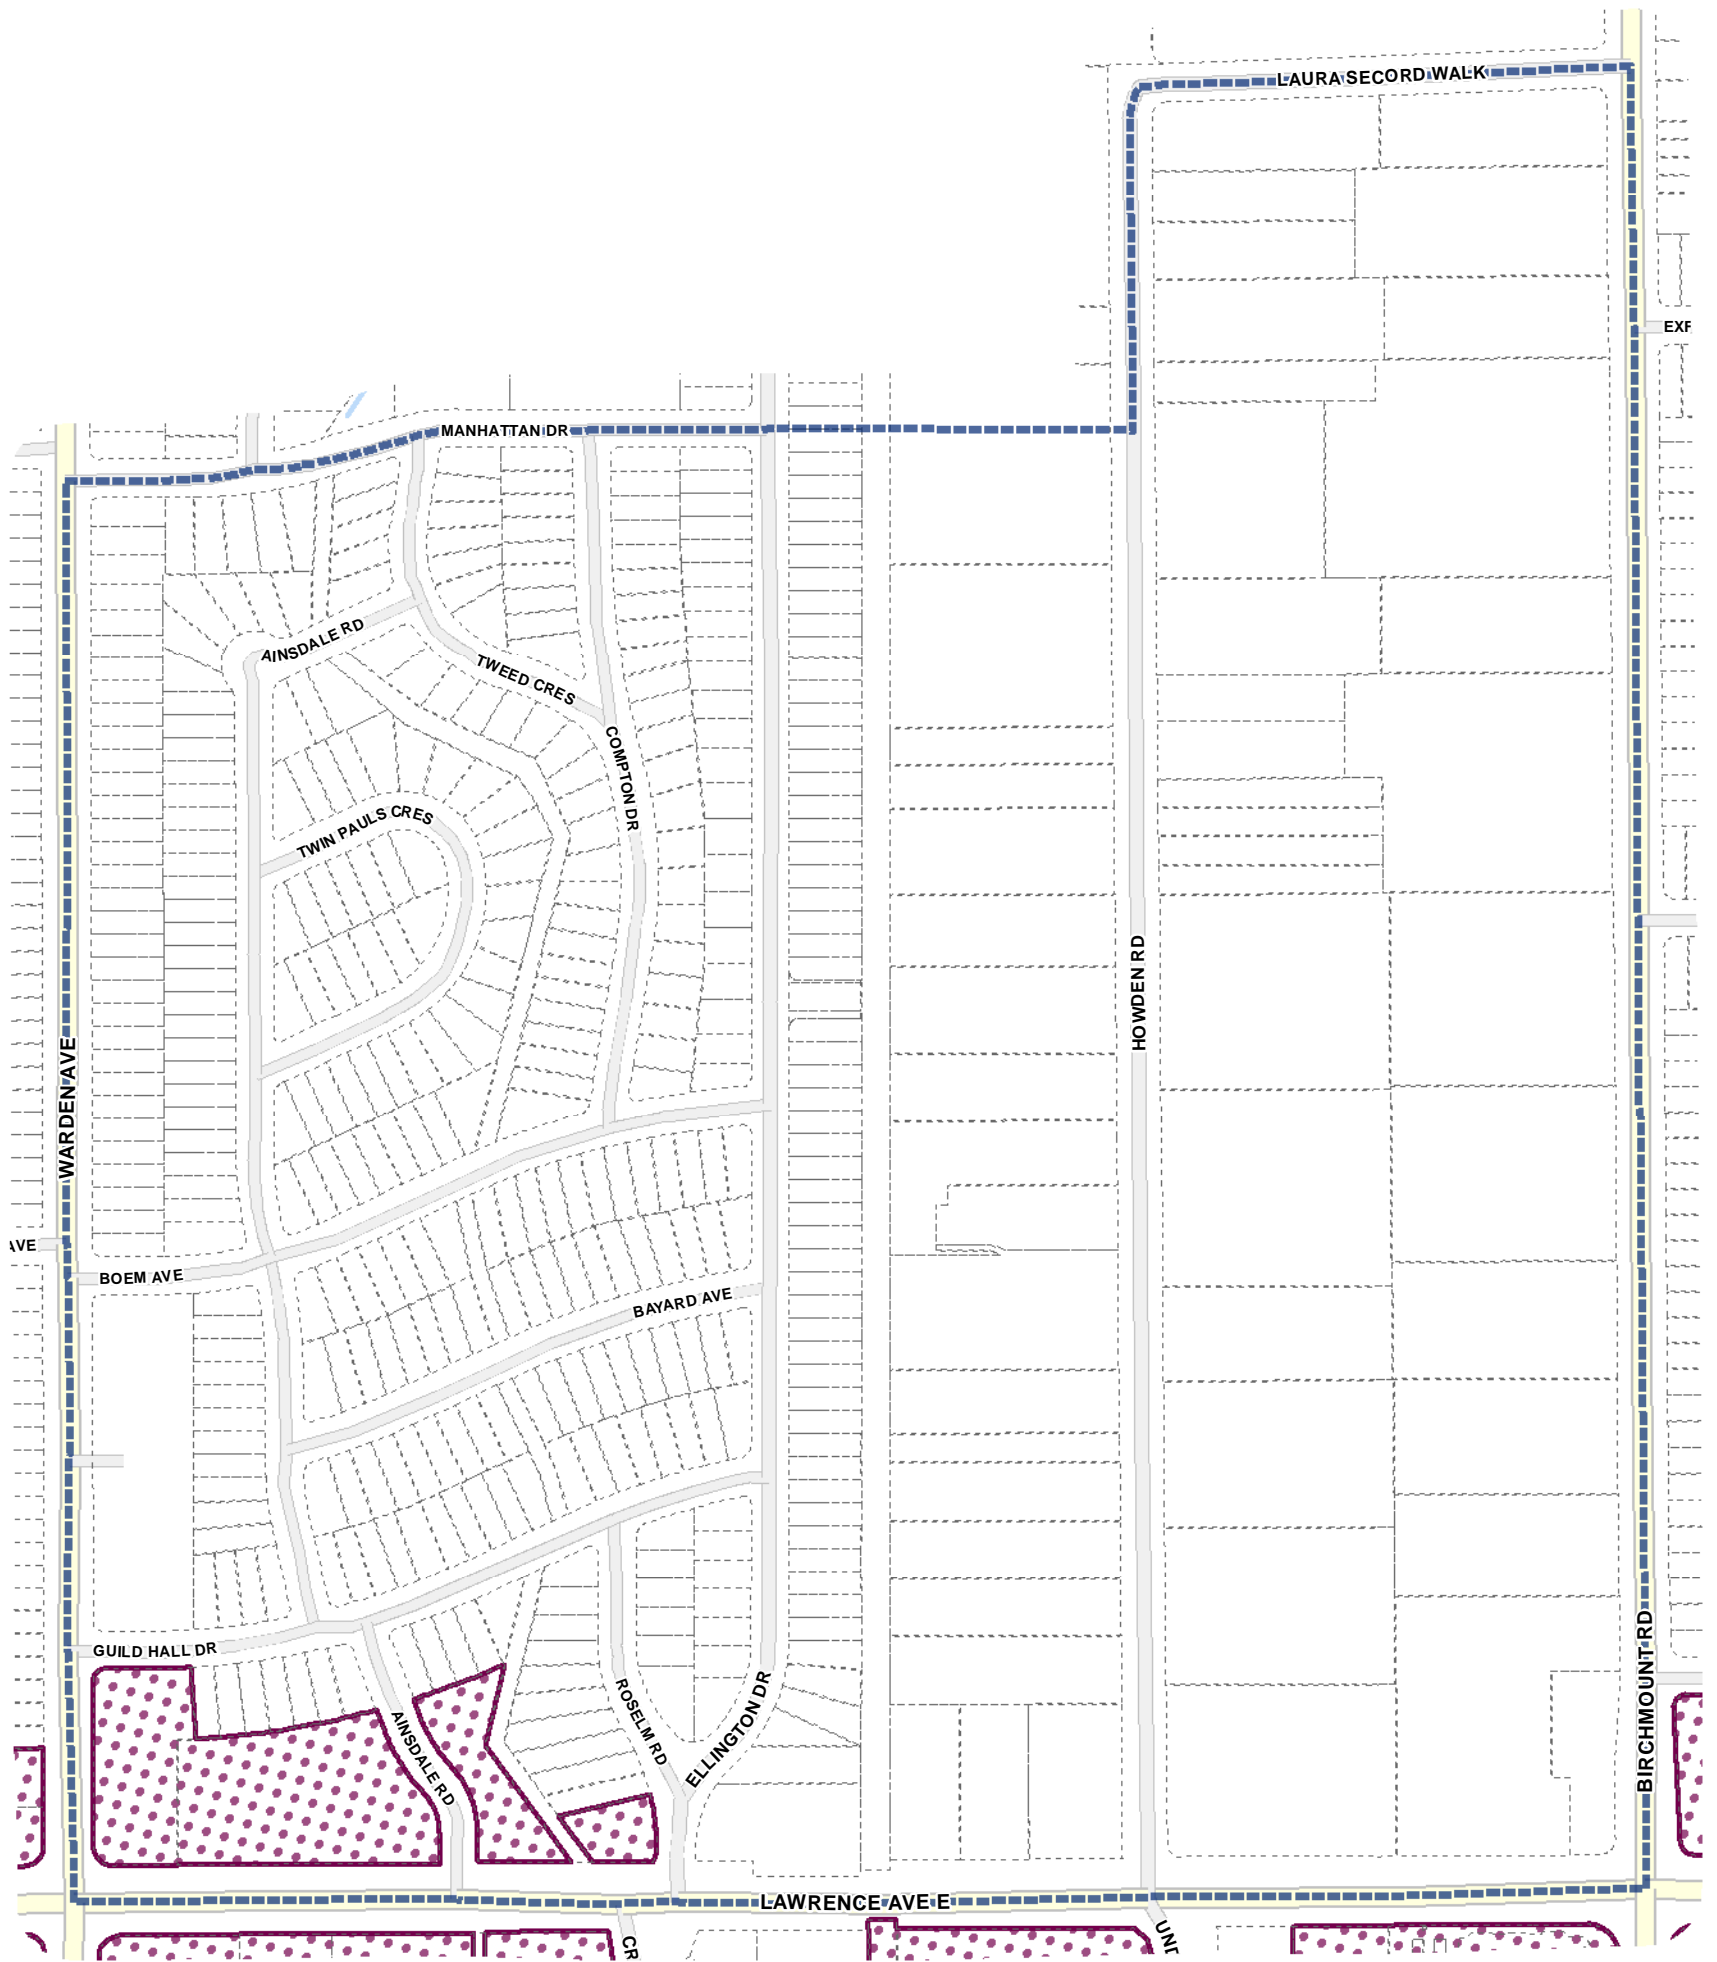 LAURA SECORD WALK
EXF
MANHATTAN DR
AINSDALE RD
TWEED CRES
COMPTON DR
TWIN PAULS CRES
HOWDEN RD
WARDEN AVE
AVE
BOEM AVE
BAYARD AVE
GUILD HALL DR
BIRCHMOUNT RD
ROSELM RD
ELLINGTON DR
AINSDALE RD
LAWRENCE AVE E
CR
UNI